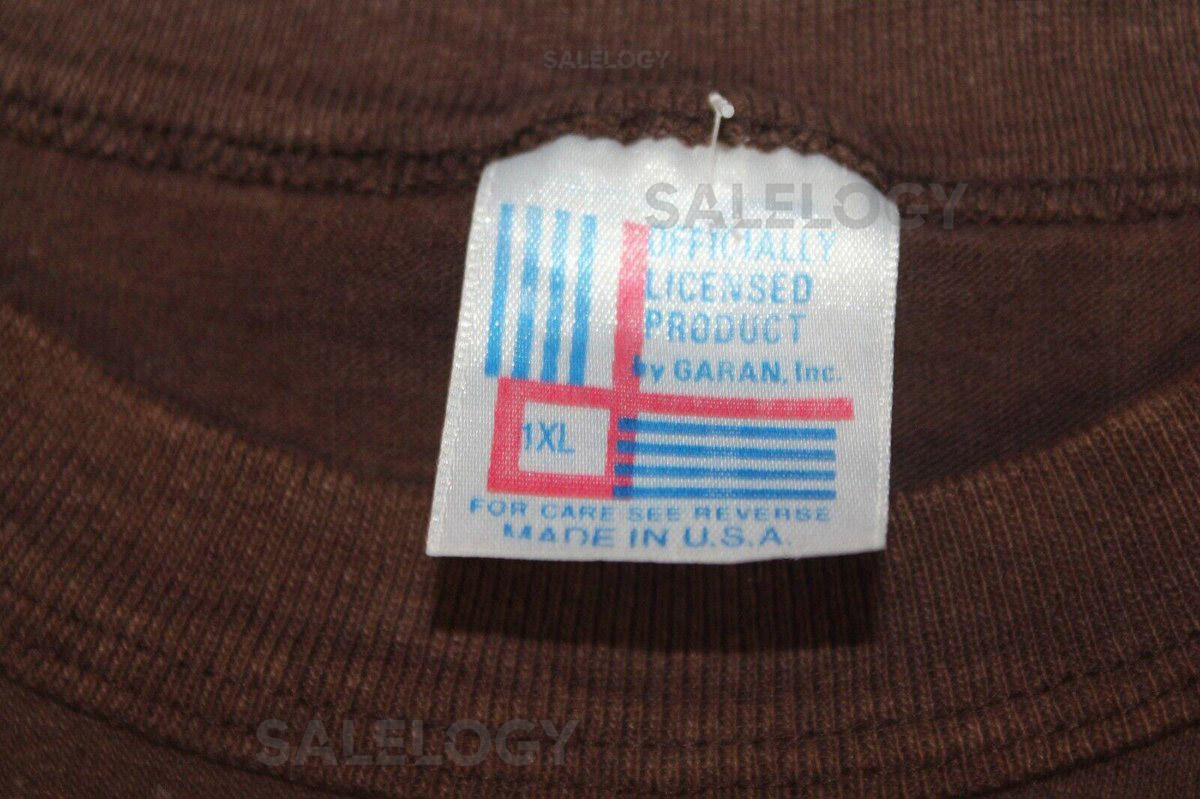 SALELOGY
SALELOGY
OFFICIALLY
LICENSED
PRODUCT
by GARAN, Inc.
1XL
FOR CARE SEE REVERSE
MADE IN U.S.A.
SALELOGY